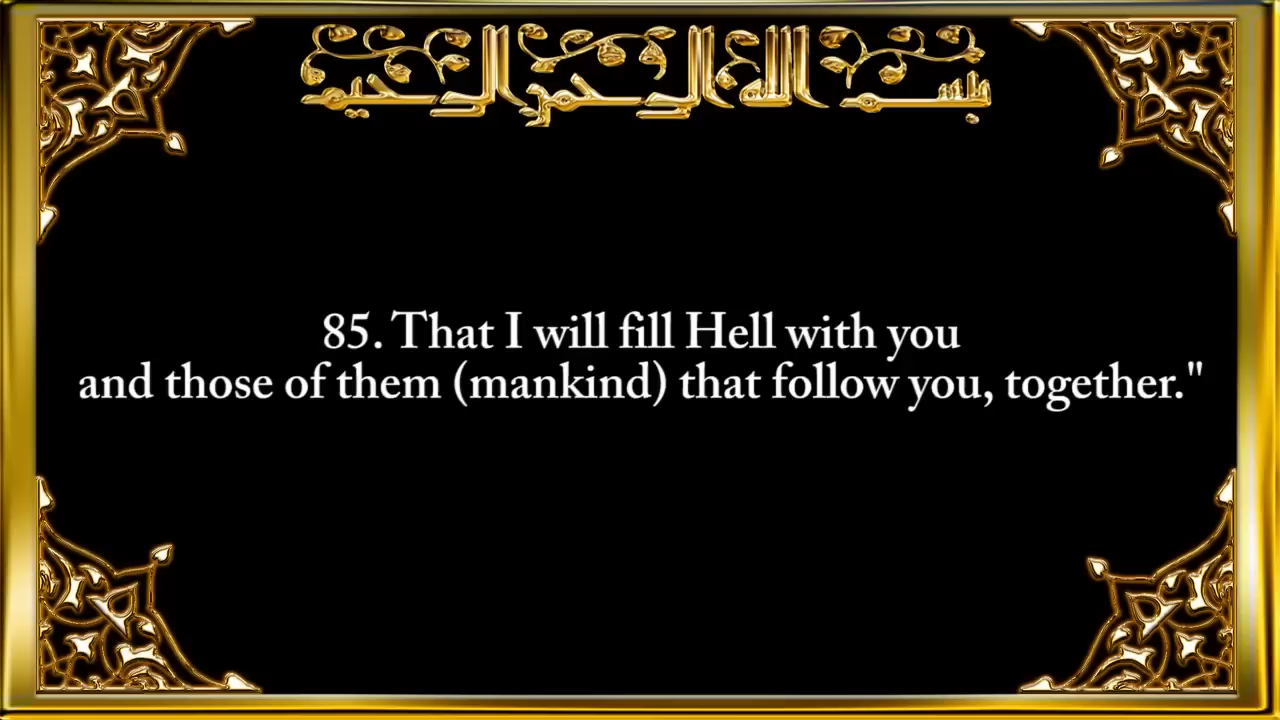 بسم الله الرحمن الرحيم
85. That I will fill Hell with you
and those of them (mankind) that follow you, together."